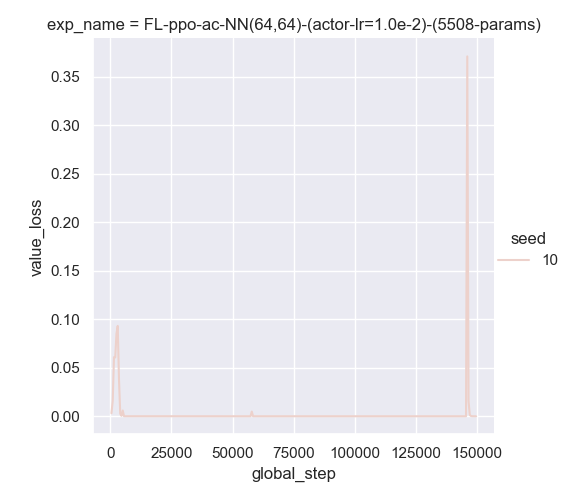 exp_name = FL-ppo-ac-NN(64,64)-(actor-lr=1.0e-2)-(5508-params)
0.35
0.30
0.25
0.20
0.15
0.10
0.05
0.00
value_loss
0 25000 50000 75000 100000 125000 150000
global_step
seed
10